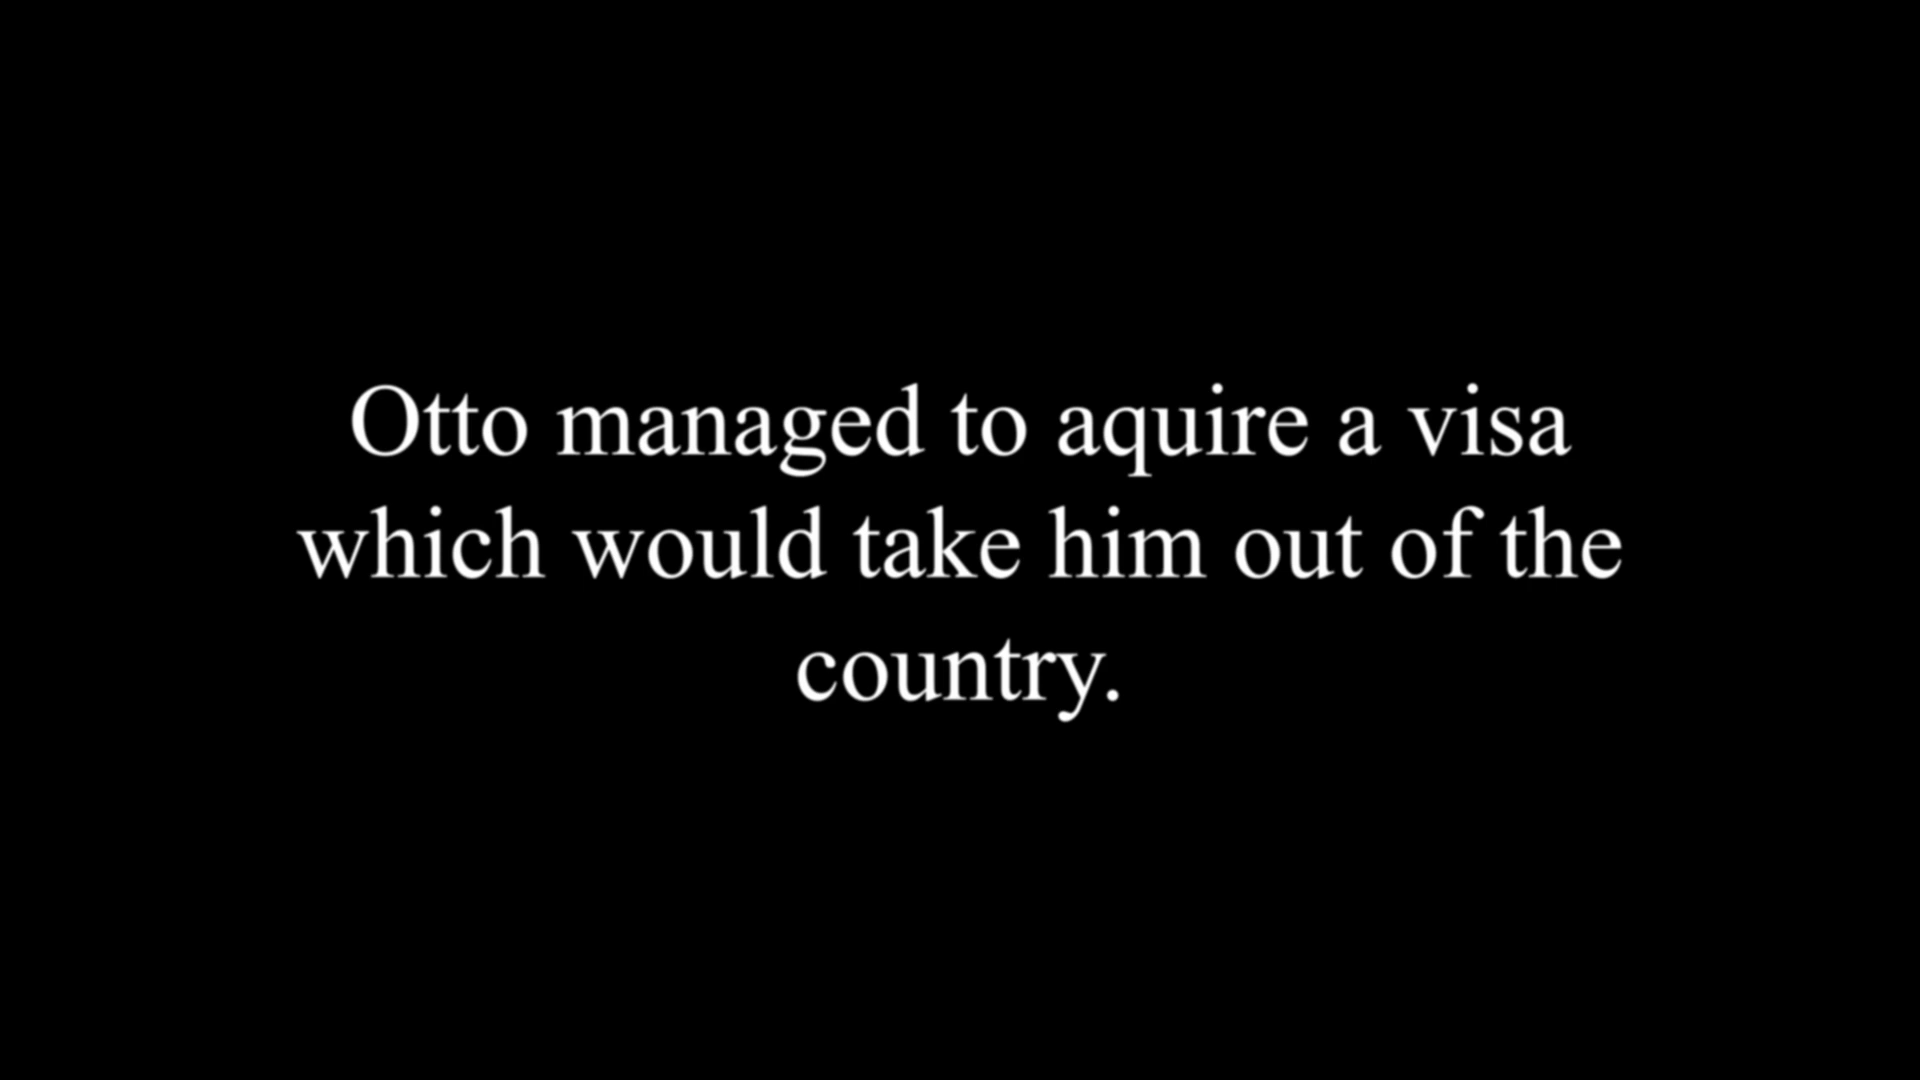 Otto managed to aquire a visa
which would take him out of the
country.